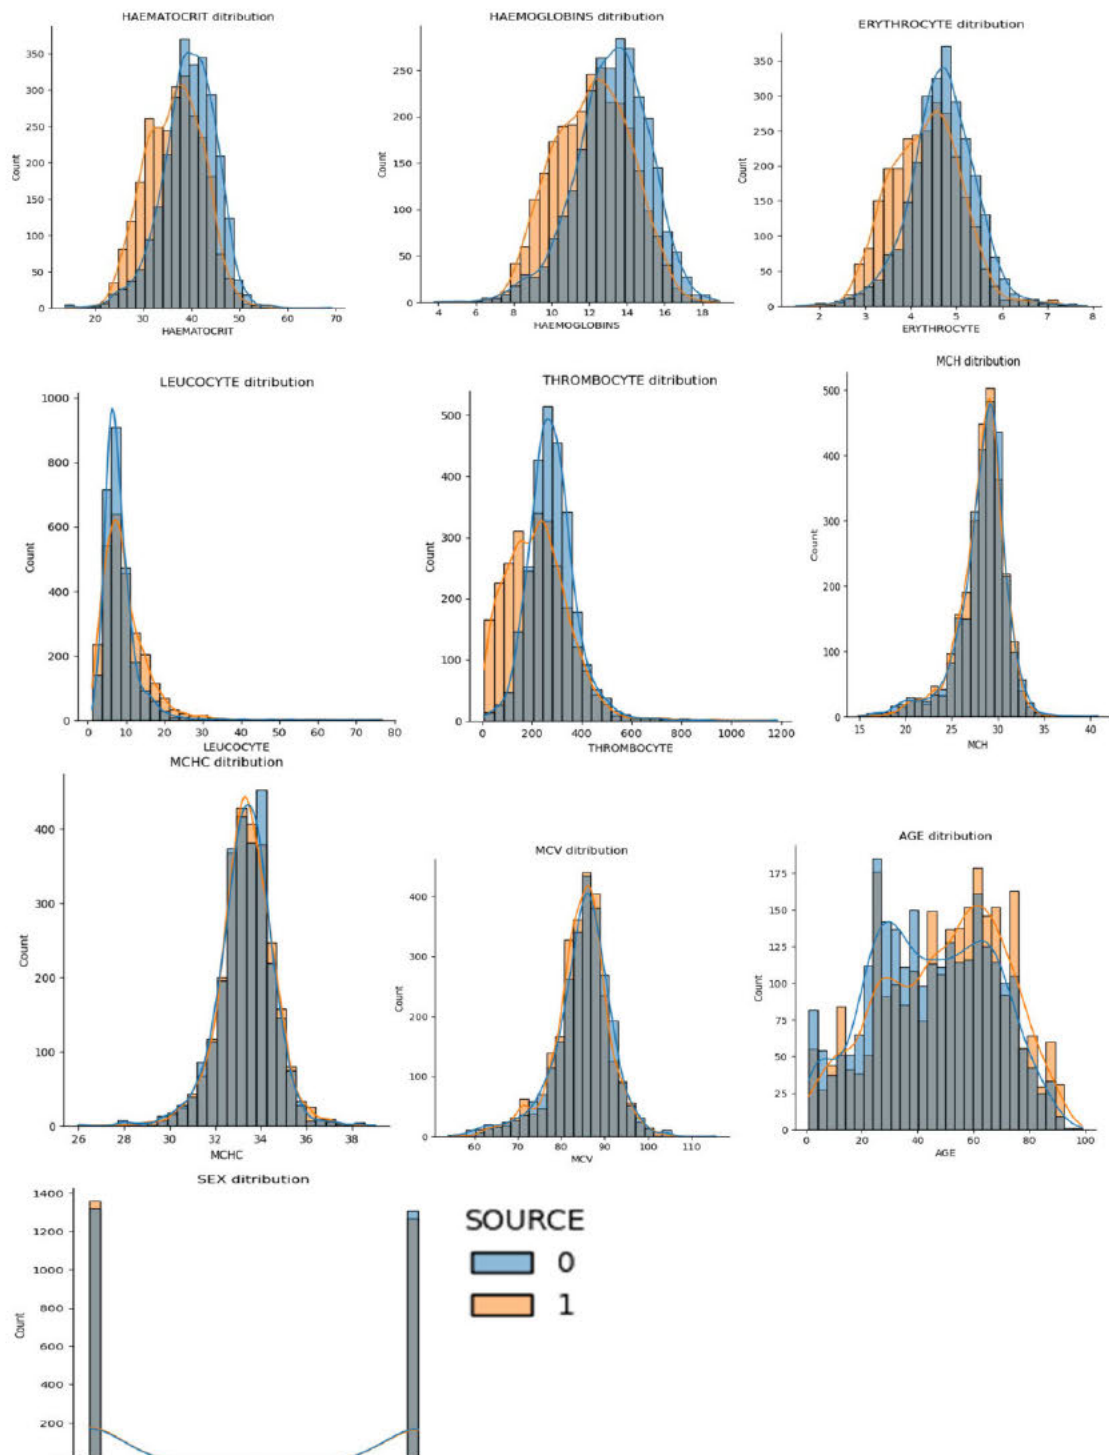 HAEMATOCRIT ditribution
350
300
250
200
150
100
50
0
Count
20 30 40 50 60 70
HAEMATOCRIT
HAEMOGLOBINS ditribution
250
200
150
100
50
0
Count
4 6 8 10 12 14 16 18
HAEMOGLOBINS
ERYTHROCYTE ditribution
350
300
250
200
150
100
50
0
Count
2 3 4 5 6 7 8
ERYTHROCYTE
LEUCOCYTE ditribution
1000
800
600
400
200
0
Count
0 10 20 30 40 50 60 70 80
LEUCOCYTE
THROMBOCYTE ditribution
500
400
300
200
100
0
Count
0 200 400 600 800 1000 1200
THROMBOCYTE
MCH ditribution
500
400
300
200
100
0
Count
15 20 25 30 35 40
MCH
MCHC ditribution
400
300
200
100
0
Count
26 28 30 32 34 36 38
MCHC
MCV ditribution
400
300
200
100
0
Count
60 70 80 90 100 110
MCV
AGE ditribution
175
150
125
100
75
50
25
0
Count
0 20 40 60 80 100
AGE
SEX ditribution
1400
1200
1000
800
600
400
200
Count
SOURCE
0
1